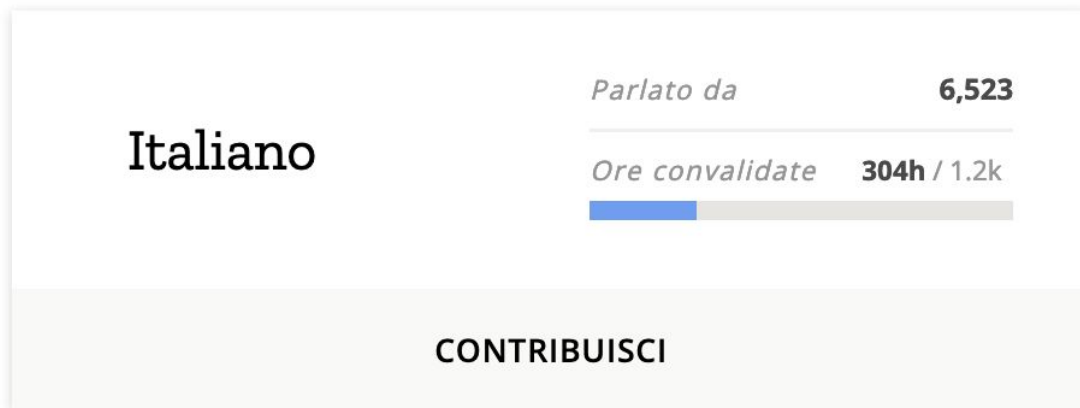 Italiano
Parlato da 6,523
Ore convalidate 304h / 1.2k
CONTRIBUISCI